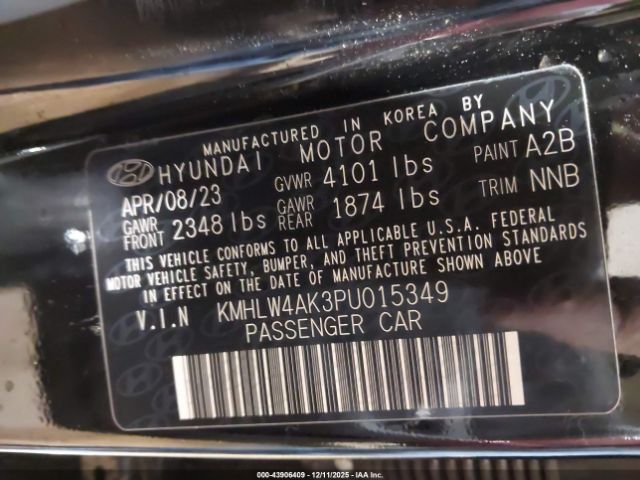 MANUFACTURED IN KOREA BY
HYUNDAI MOTOR COMPANY
APR/08/23 GVWR 4101 lbs PAINT A2B
GAWR FRONT 2348 lbs GAWR REAR 1874 lbs TRIM NNB
THIS VEHICLE CONFORMS TO ALL APPLICABLE U.S.A. FEDERAL
MOTOR VEHICLE SAFETY, BUMPER, AND THEFT PREVENTION STANDARDS
IN EFFECT ON THE DATE OF MANUFACTURE SHOWN ABOVE
V.I.N KMHLW4AK3PU015349
PASSENGER CAR
000-43906409 - 12/11/2025 - IAA Inc.